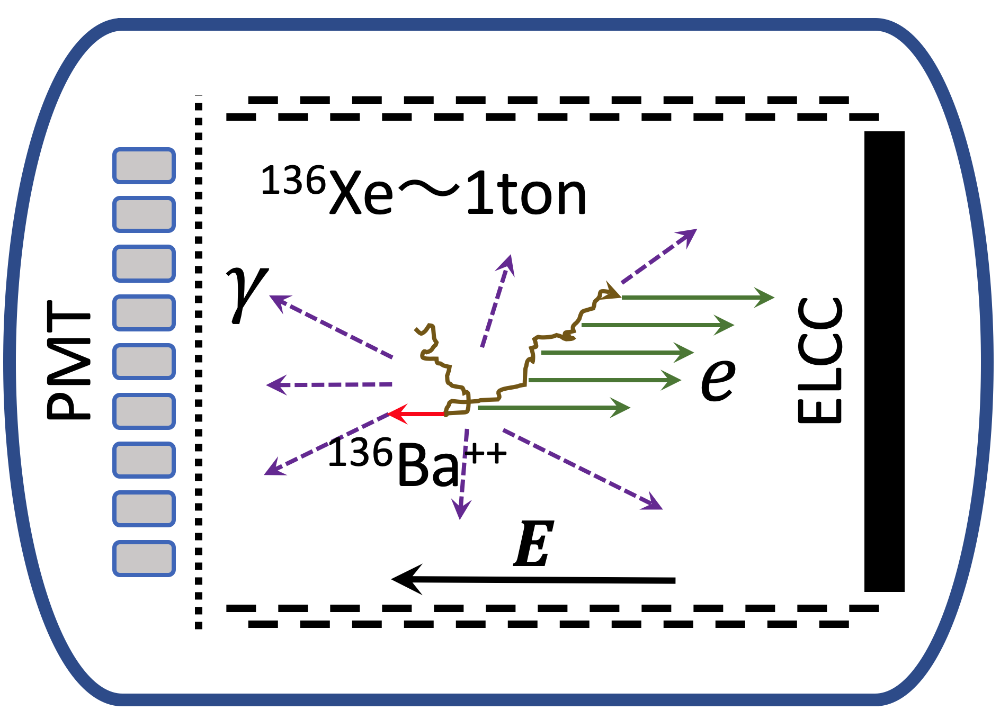 ¹³⁶Xe～1ton
γ
PMT
e
ELCC
¹³⁶Ba⁺⁺
E